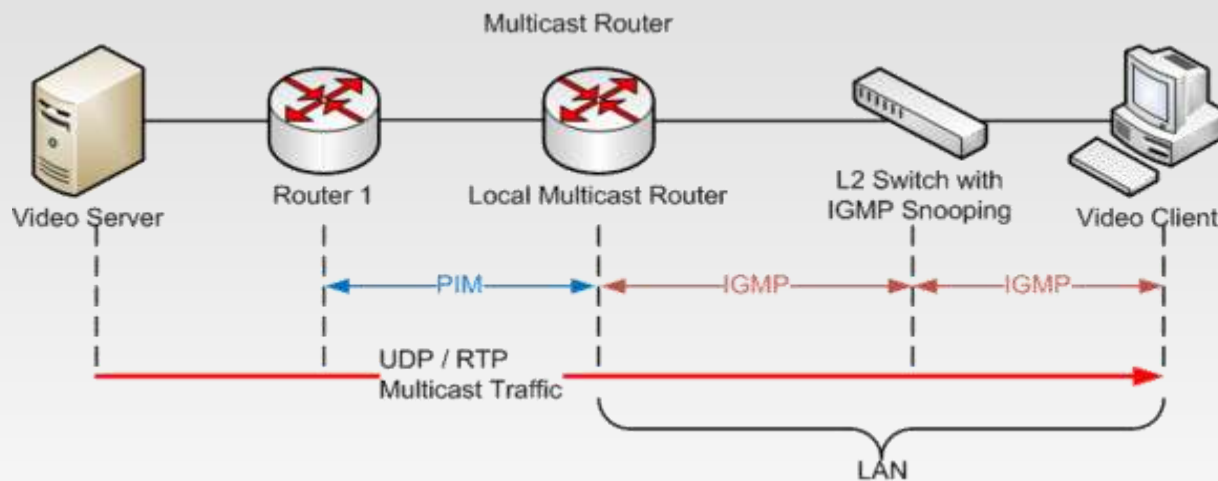 Multicast Router
Video Server
Router 1
Local Multicast Router
L2 Switch with
IGMP Snooping
Video Client
PIM
IGMP
IGMP
UDP / RTP
Multicast Traffic
LAN